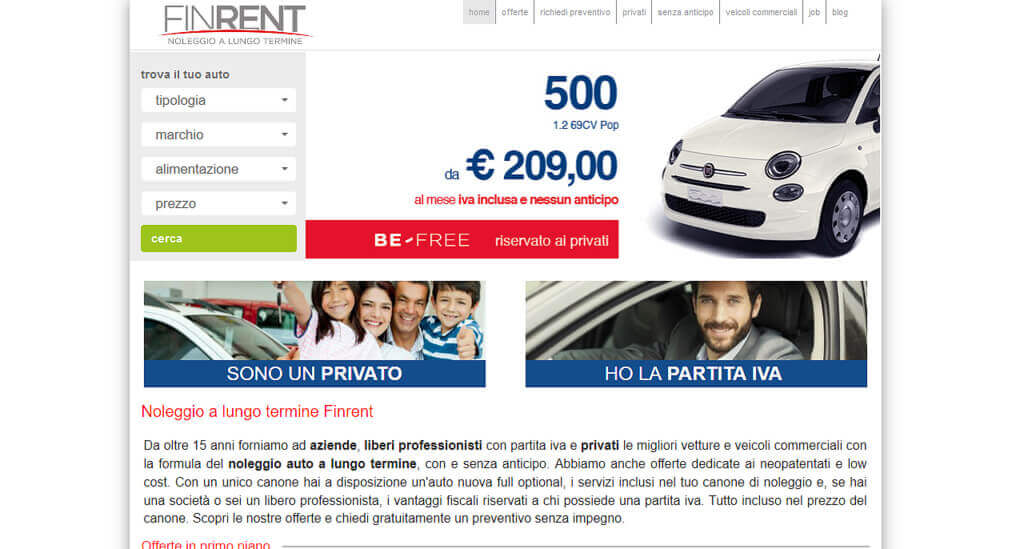 FINRENT
NOLEGGIO A LUNGO TERMINE
home
offerte
richiedi preventivo
privati
senza anticipo
veicoli commerciali
job
blog
trova il tuo auto
tipologia
marchio
alimentazione
prezzo
cerca
500
1.2 69CV Pop
da € 209,00
al mese iva inclusa e nessun anticipo
BE-FREE riservato ai privati
SONO UN PRIVATO
HO LA PARTITA IVA
Noleggio a lungo termine Finrent
Da oltre 15 anni forniamo ad aziende, liberi professionisti con partita iva e privati le migliori vetture e veicoli commerciali con
la formula del noleggio auto a lungo termine, con e senza anticipo. Abbiamo anche offerte dedicate ai neopatentati e low
cost. Con un unico canone hai a disposizione un'auto nuova full optional, i servizi inclusi nel tuo canone di noleggio e, se hai
una società o sei un libero professionista, i vantaggi fiscali riservati a chi possiede una partita iva. Tutto incluso nel prezzo del
canone. Scopri le nostre offerte e chiedi gratuitamente un preventivo senza impegno.
Offerte in primo piano